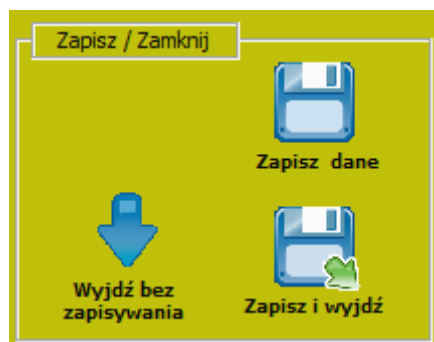 Zapisz / Zamknij
Zapisz dane
Wyjdź bez
zapisywania
Zapisz i wyjdź